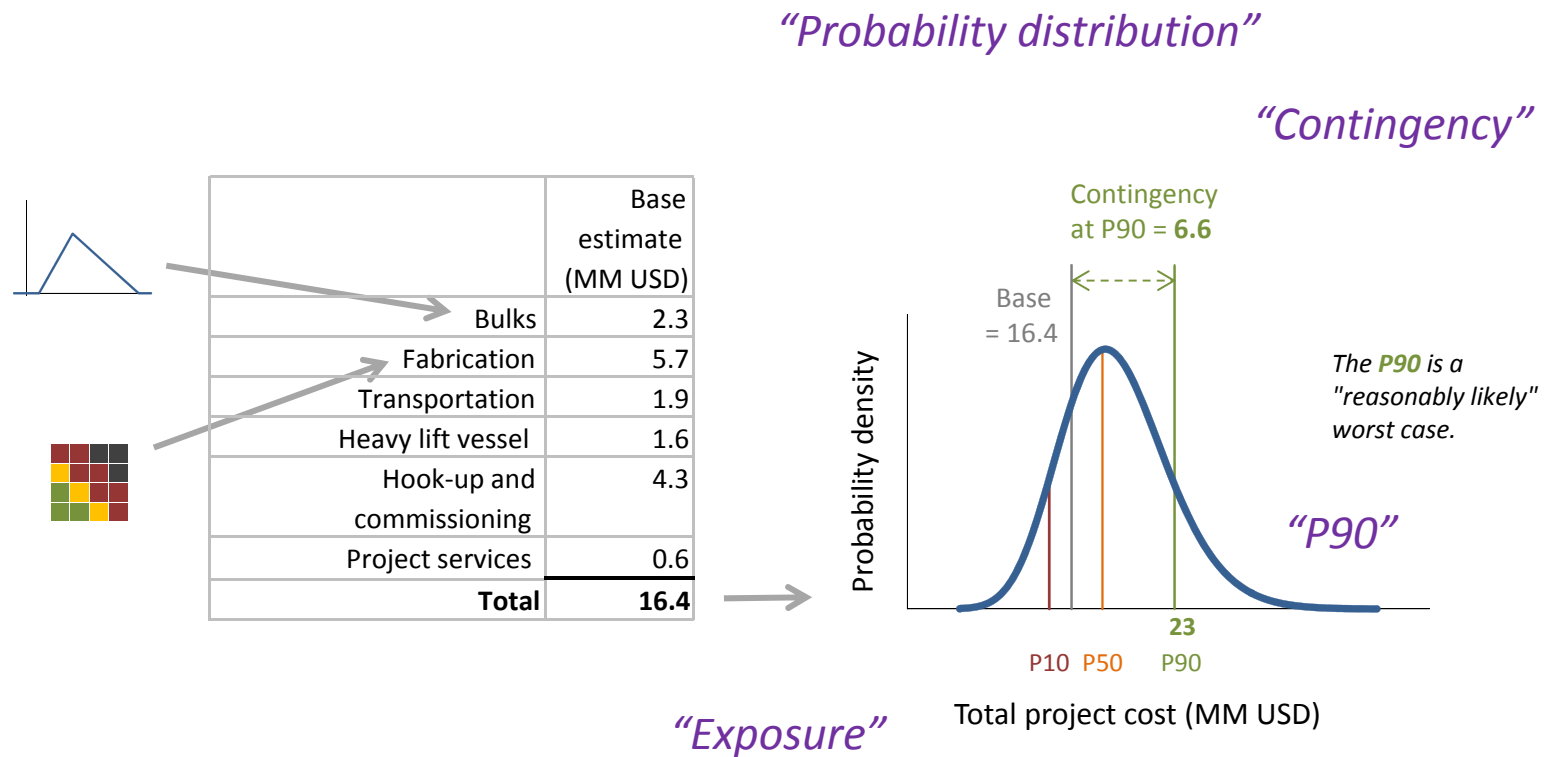 “Probability distribution”
“Contingency”
Base
estimate
(MM USD)
Bulks 2.3
Fabrication 5.7
Transportation 1.9
Heavy lift vessel 1.6
Hook-up and 4.3
commissioning
Project services 0.6
Total 16.4
Contingency
at P90 = 6.6
Base
= 16.4
Probability density
The P90 is a
"reasonably likely"
worst case.
“P90”
23
P10 P50 P90
Total project cost (MM USD)
“Exposure”